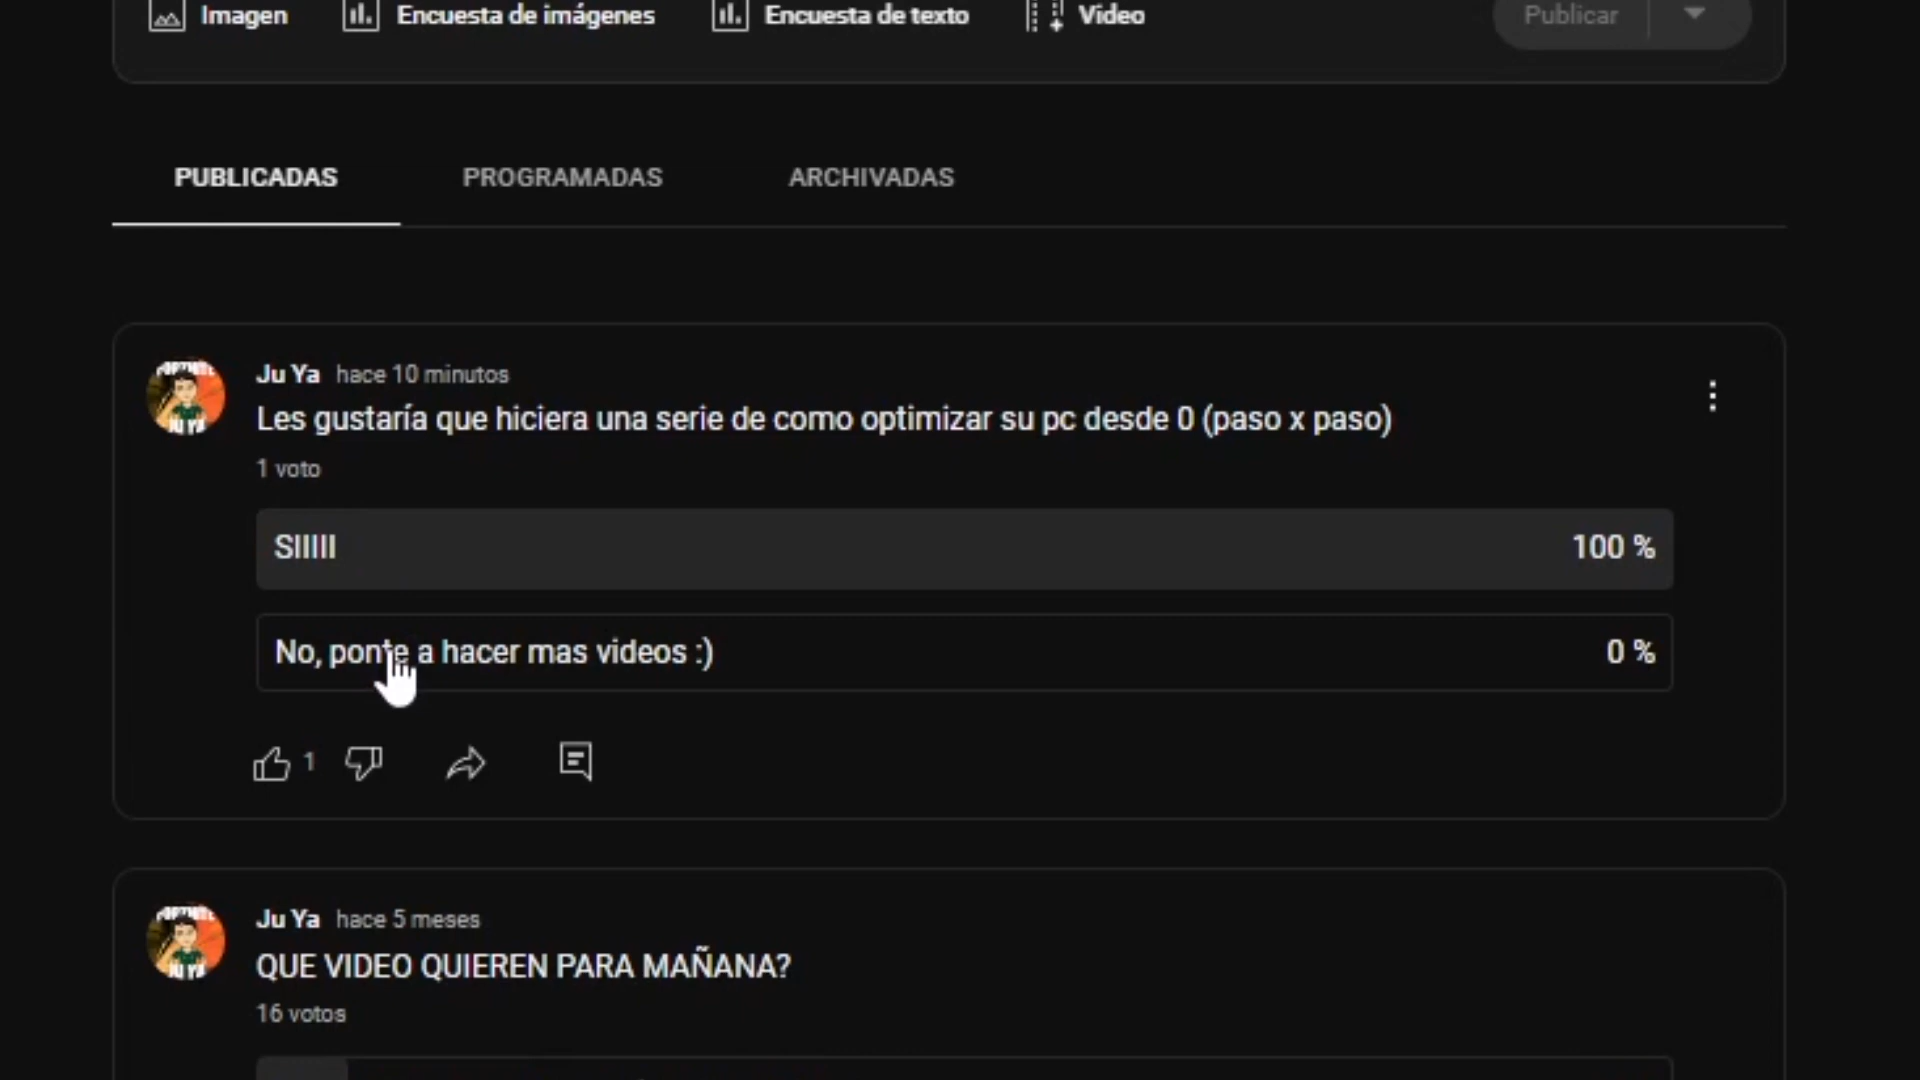 Imagen Encuesta de imágenes Encuesta de texto Video Publicar
PUBLICADAS PROGRAMADAS ARCHIVADAS
Ju Ya hace 10 minutos
Les gustaría que hiciera una serie de como optimizar su pc desde 0 (paso x paso)
1 voto
SIIIII 100 %
No, ponte a hacer mas videos :) 0 %
1
Ju Ya hace 5 meses
QUE VIDEO QUIEREN PARA MAÑANA?
16 votos